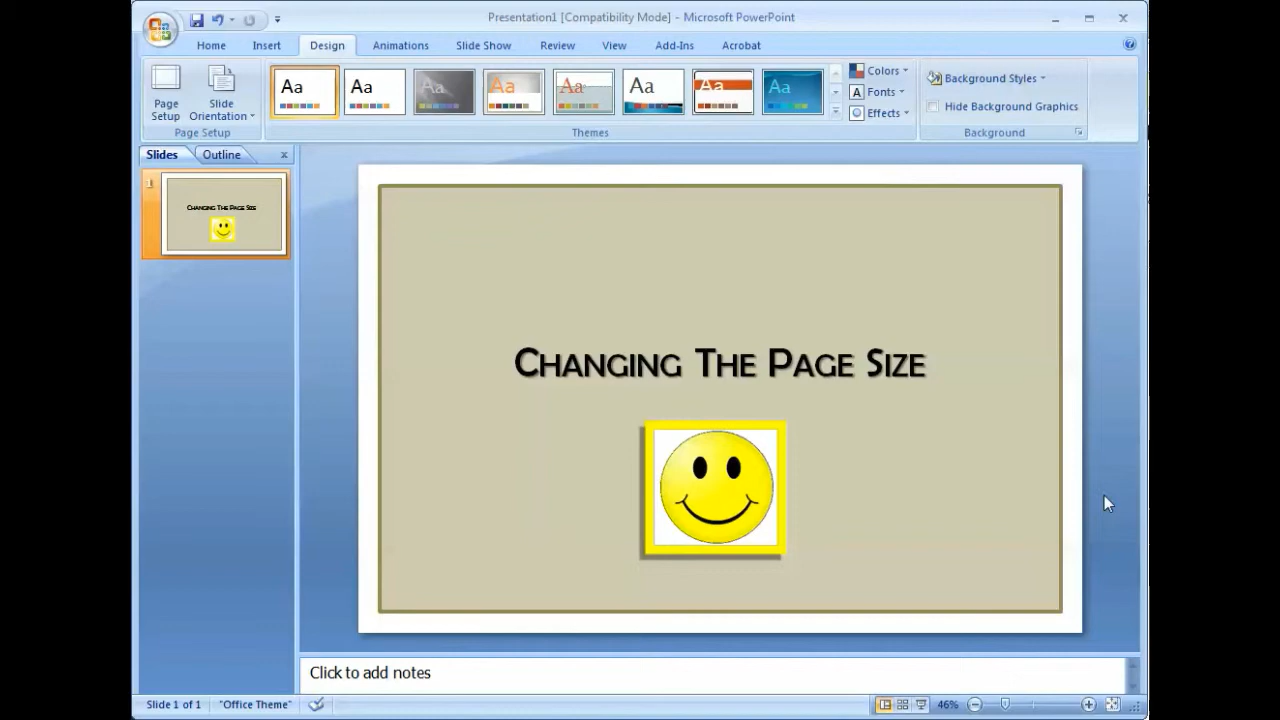 Presentation1 [Compatibility Mode] - Microsoft PowerPoint
Home Insert Design Animations Slide Show Review View Add-Ins Acrobat
Page Setup
Slide Orientation
Page Setup
Aa Aa Aa Aa Aa Aa Aa Aa
Themes
Colors
A Fonts
Effects
Background Styles
Hide Background Graphics
Background
Slides Outline
1
Changing The Page Size
Changing The Page Size
Click to add notes
Slide 1 of 1 "Office Theme" 46%